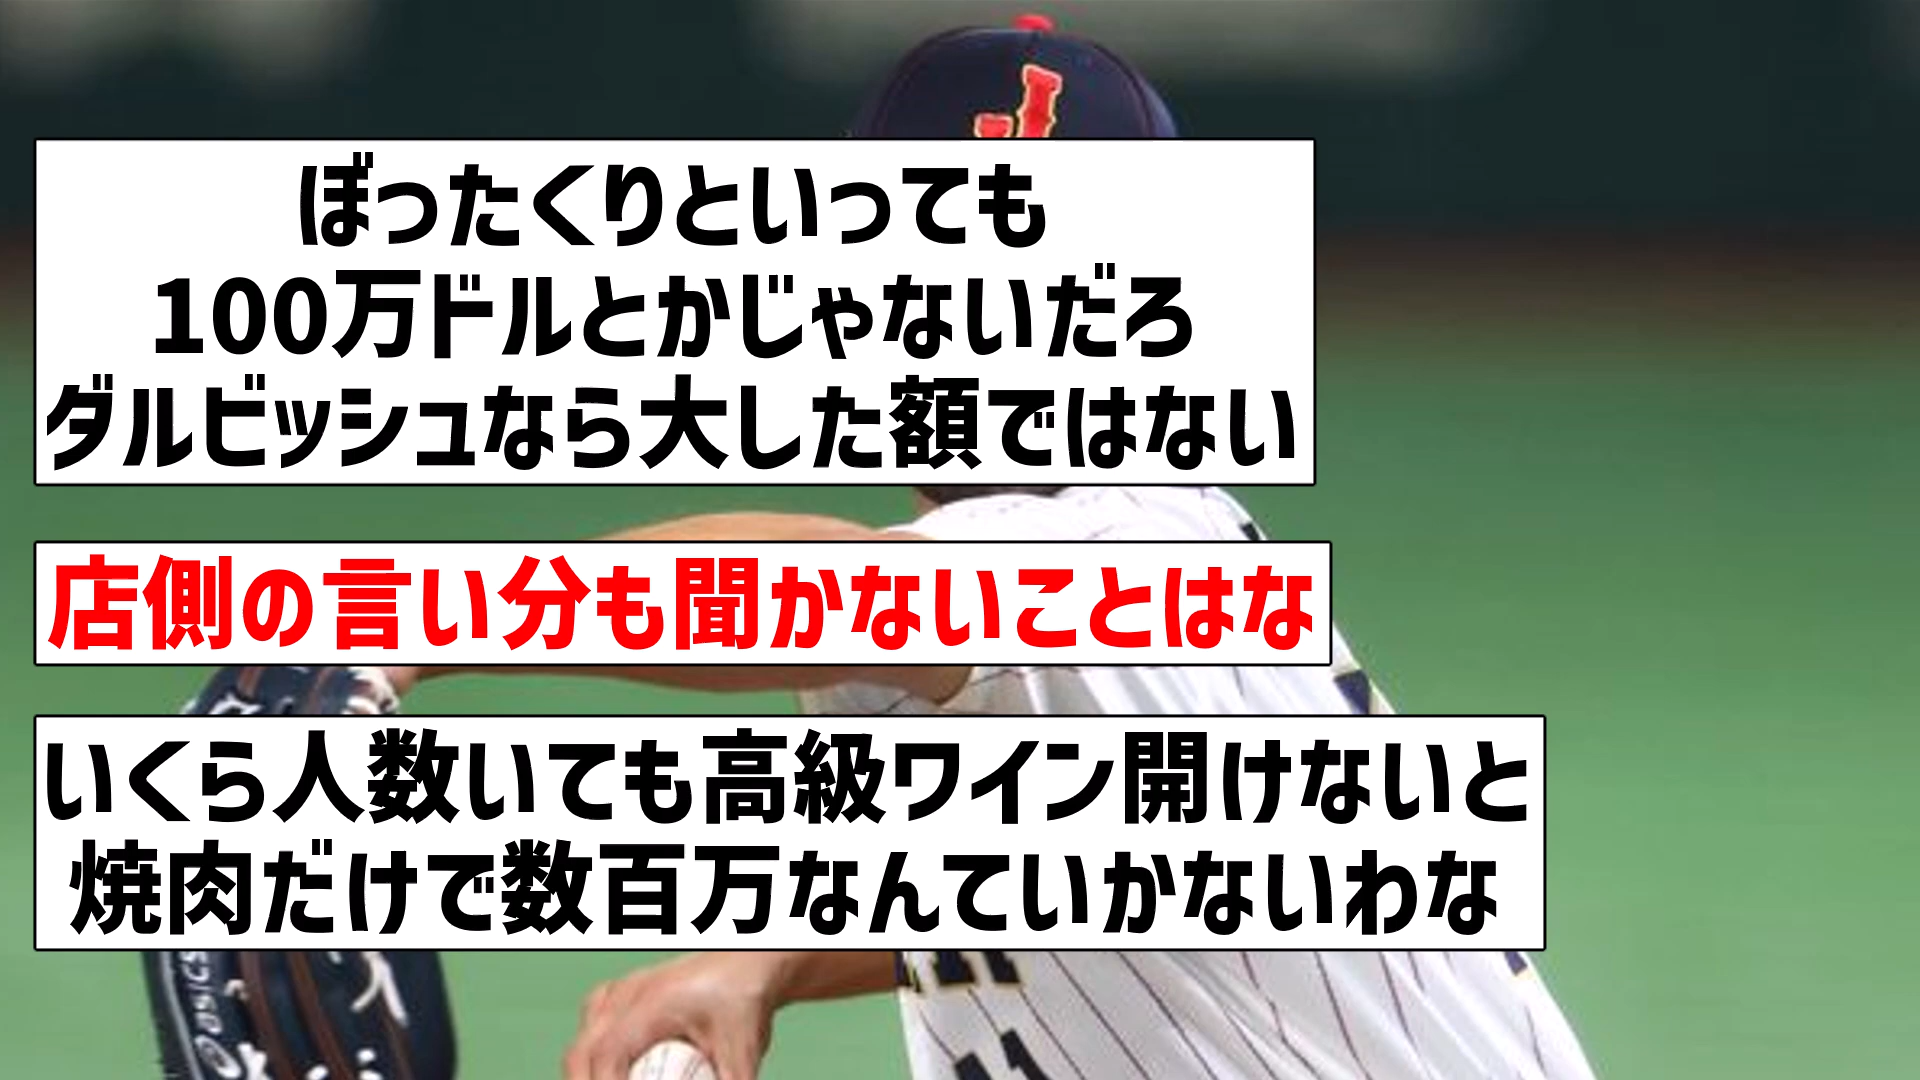 J
ぼったくりといっても
100万ドルとかじゃないだろ
ダルビッシュなら大した額ではない
店側の言い分も聞かないことはな
いくら人数いても高級ワイン開けないと
焼肉だけで数百万なんていかないわな
asics